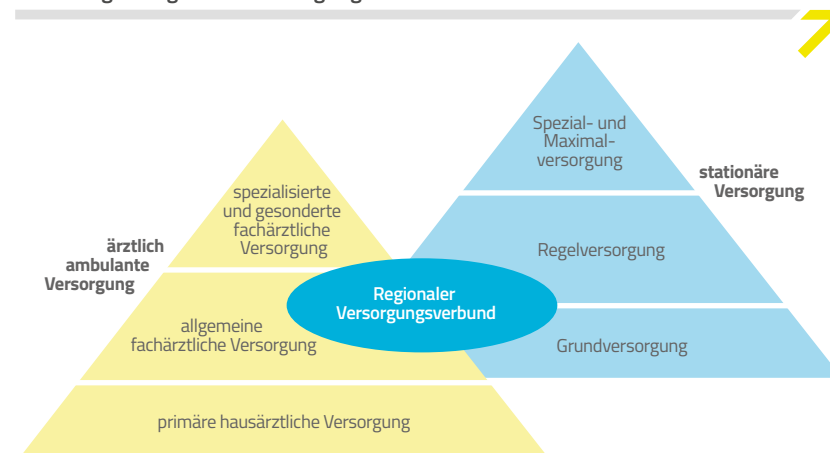 spezialisierte
und gesonderte
fachärztliche
Versorgung
ärztlich
ambulante
Versorgung
allgemeine
fachärztliche Versorgung
primäre hausärztliche Versorgung
Regionaler
Versorgungsverbund
Spezial- und
Maximal-
versorgung
stationäre
Versorgung
Regelversorgung
Grundversorgung